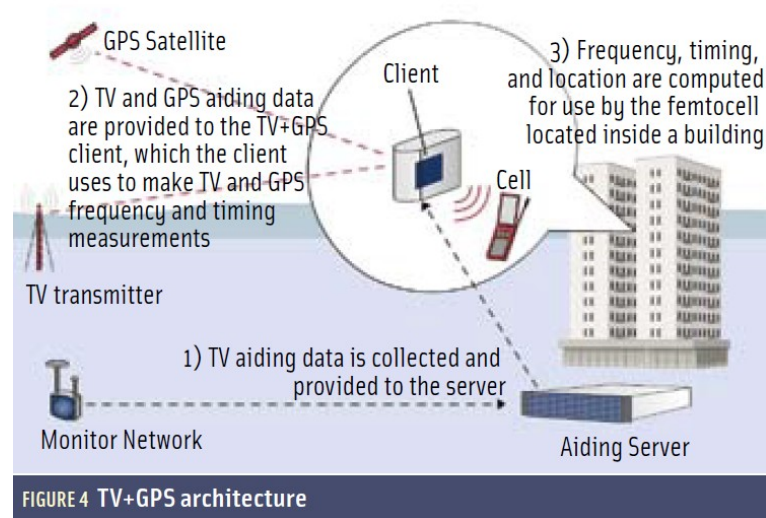 GPS Satellite
2) TV and GPS aiding data
are provided to the TV+GPS
client, which the client
uses to make TV and GPS
frequency and timing
measurements
Client
Cell
3) Frequency, timing,
and location are computed
for use by the femtocell
located inside a building
TV transmitter
1) TV aiding data is collected and
provided to the server
Monitor Network
Aiding Server
FIGURE 4 TV+GPS architecture